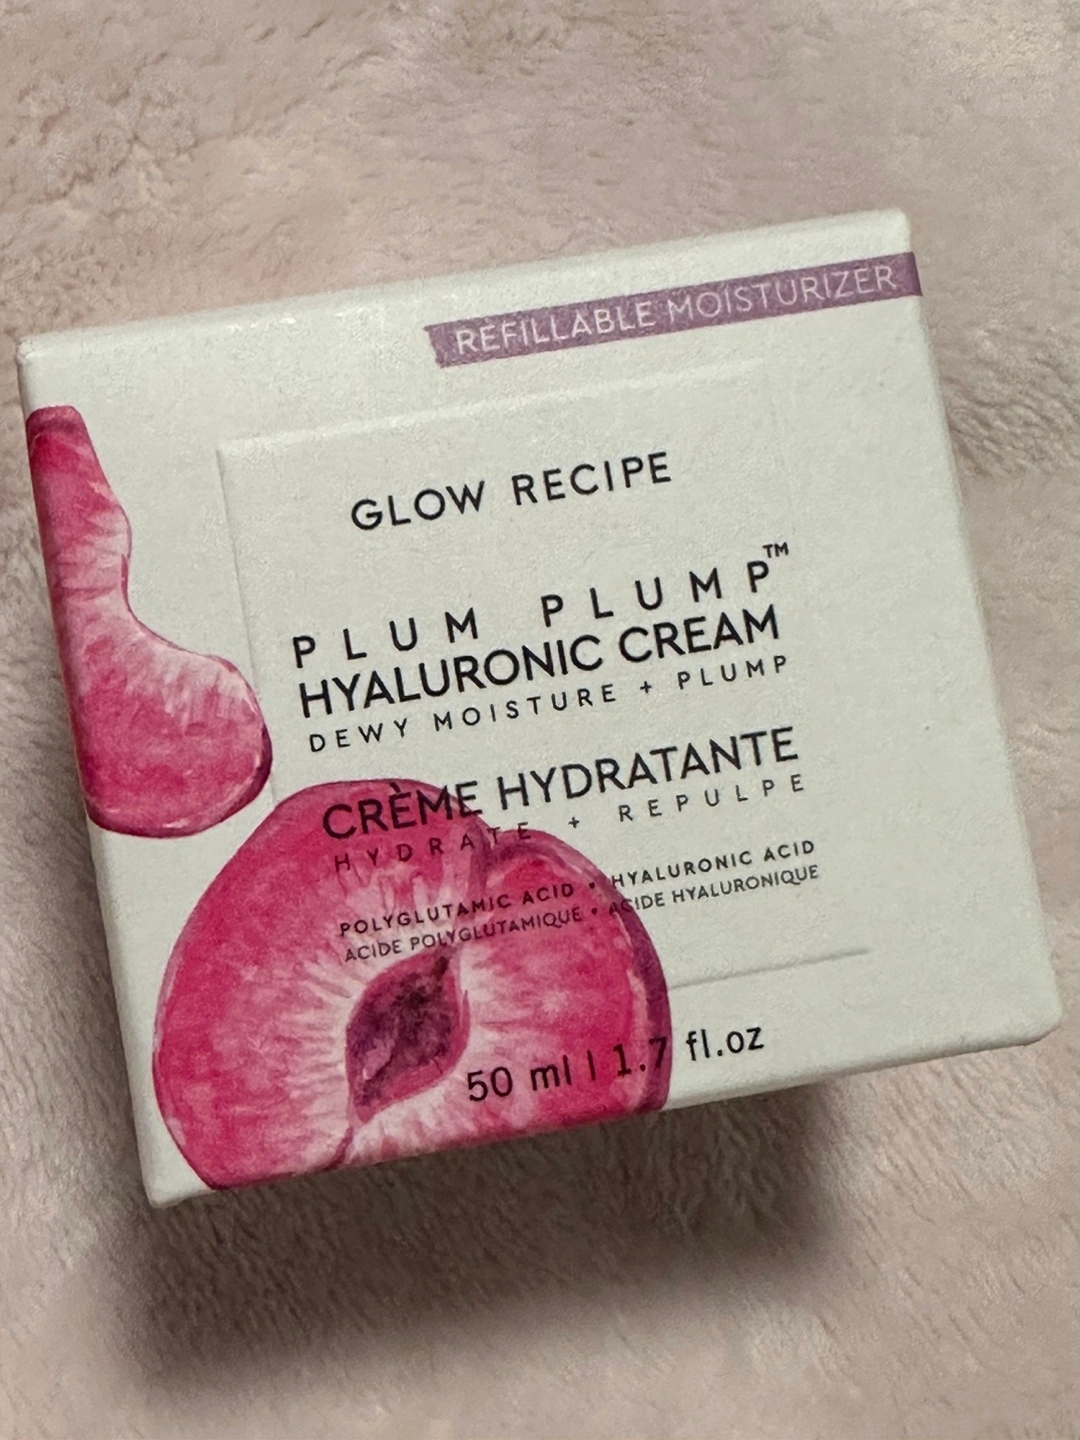 REFILLABLE MOISTURIZER
GLOW RECIPE
PLUM PLUMP™
HYALURONIC CREAM
DEWY MOISTURE + PLUMP
CRÈME HYDRATANTE
HYDRATE + REPULPE
POLYGLUTAMIC ACID • HYALURONIC ACID
ACIDE POLYGLUTAMIQUE • ACIDE HYALURONIQUE
50 ml | 1.7 fl.oz